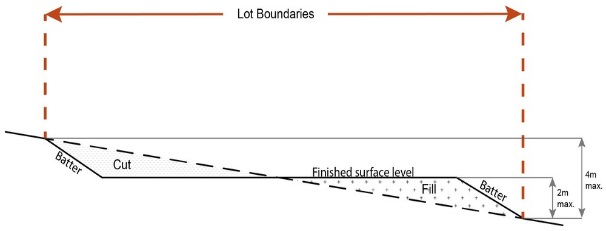 Lot Boundaries
Batter
Cut
Finished surface level
Fill
Batter
2m
max.
4m
max.